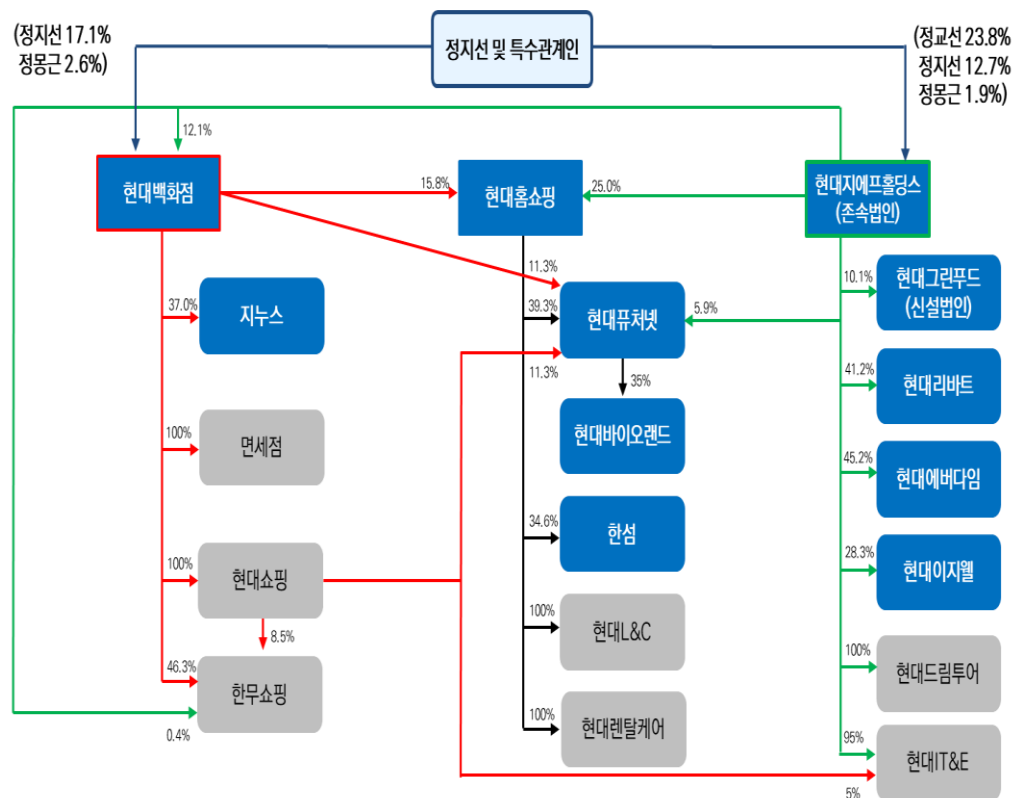 (정지선 17.1%
정몽근 2.6%)
정지선 및 특수관계인
(정교선 23.8%
정지선 12.7%
정몽근 1.9%)
12.1%
현대백화점
15.8%
현대홈쇼핑
25.0%
현대지에프홀딩스
(존속법인)
11.3%
37.0%
지누스
39.3%
현대퓨처넷
5.9%
10.1%
현대그린푸드
(신설법인)
11.3%
35%
41.2%
현대리바트
100%
면세점
현대바이오랜드
45.2%
현대에버다임
34.6%
한섬
28.3%
현대이지웰
100%
현대쇼핑
8.5%
100%
현대L&C
100%
현대드림투어
46.3%
한무쇼핑
0.4%
100%
현대렌탈케어
95%
현대IT&E
5%